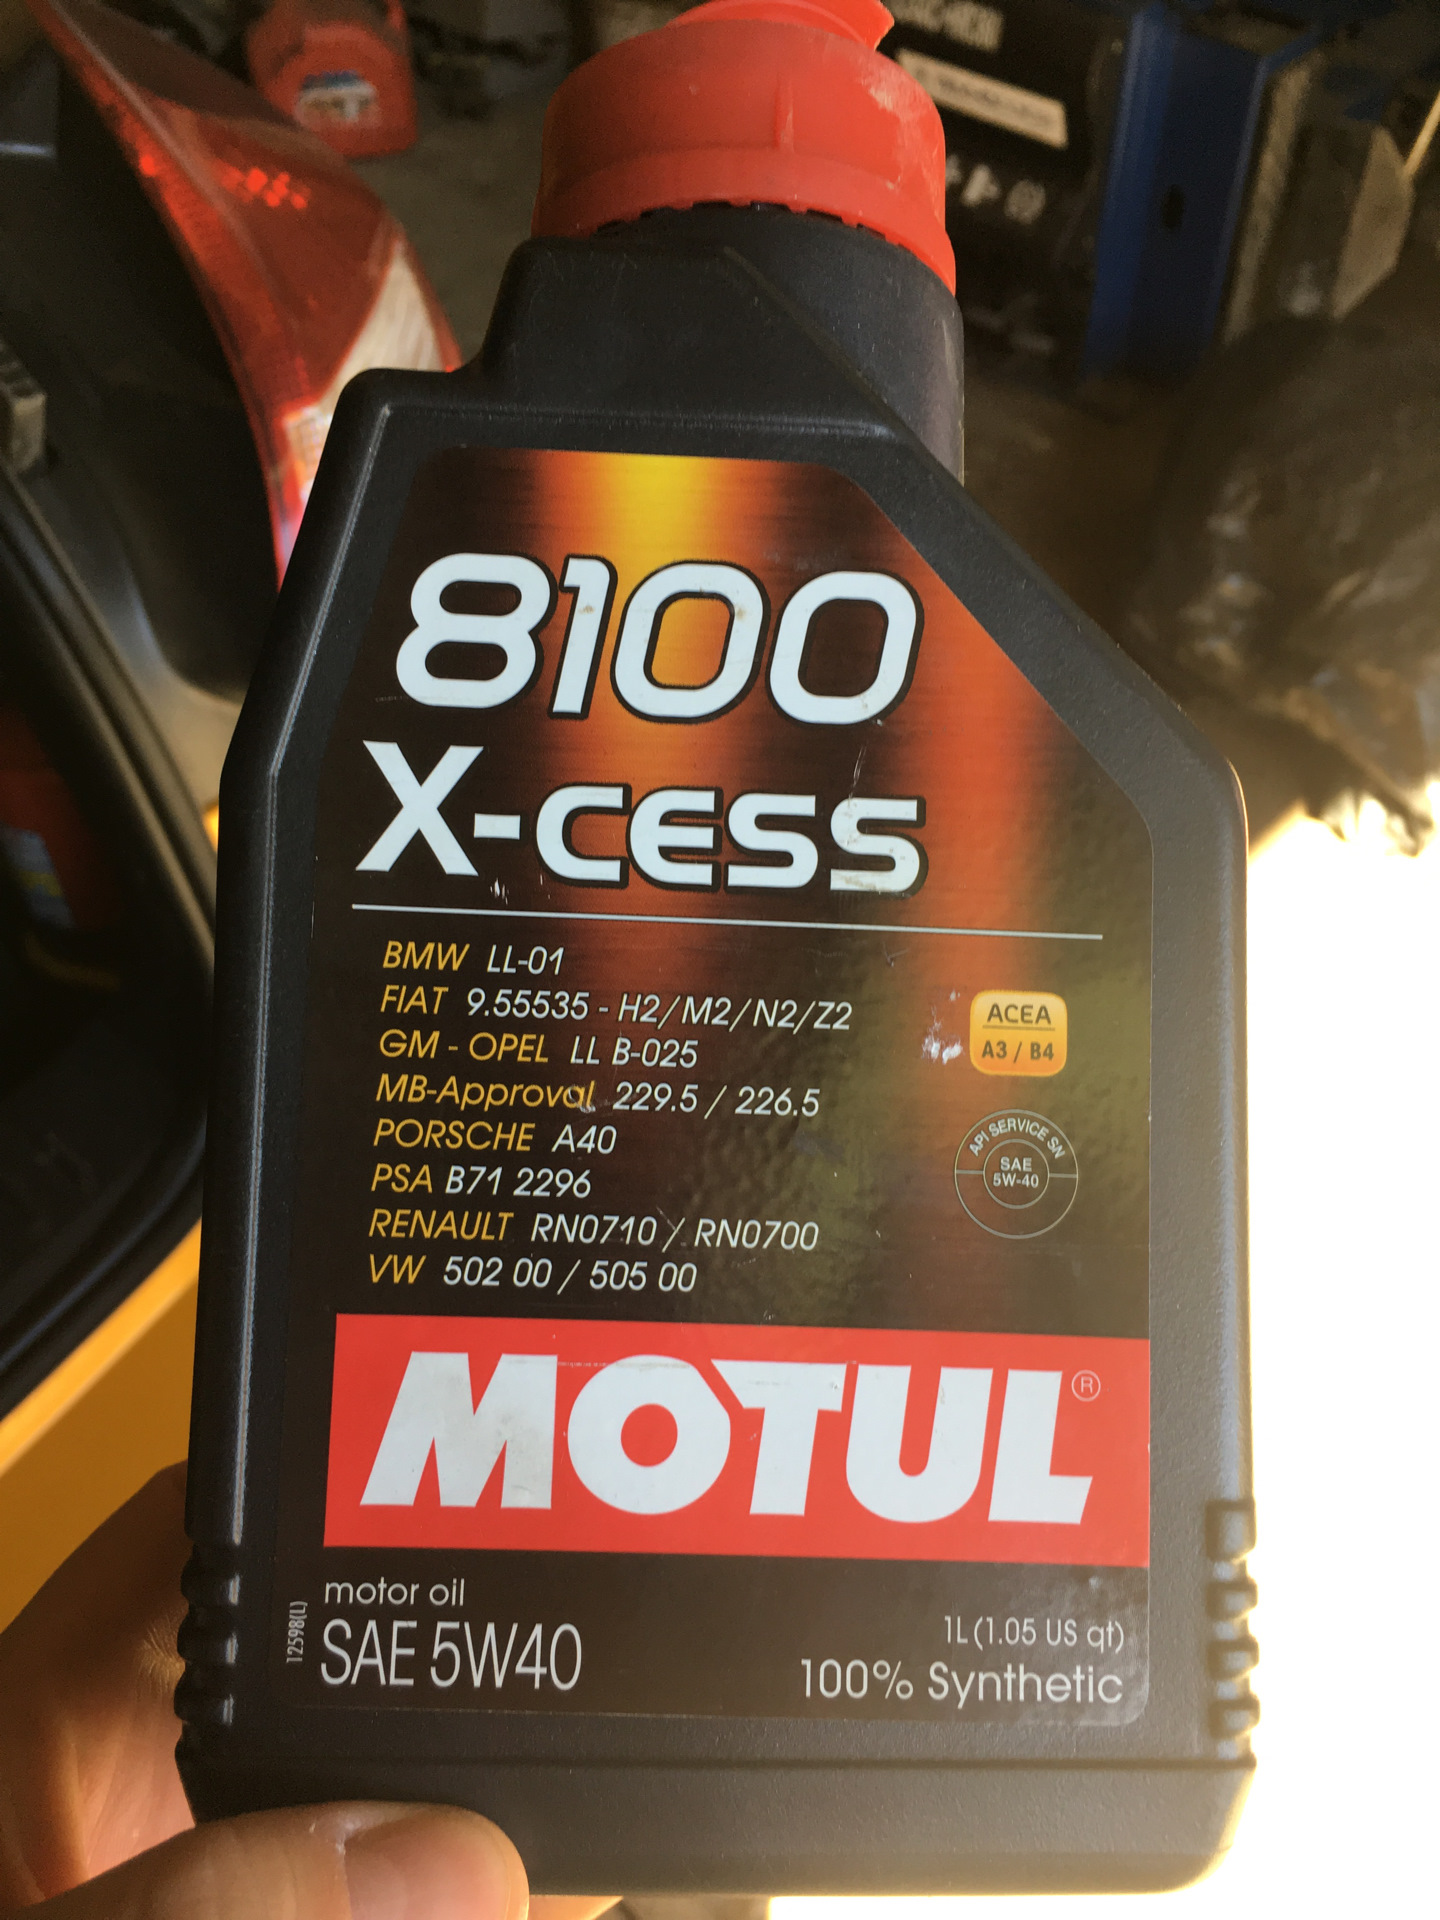 8100
X-CESS
BMW LL-01
FIAT 9.55535 - H2/M2/N2/Z2
GM - OPEL LL B-025
MB-Approval 229.5 / 226.5
PORSCHE A40
PSA B71 2296
RENAULT RN0710 / RN0700
VW 502 00 / 505 00
ACEA
A3 / B4
API SERVICE SN
SAE
5W-40
MOTUL®
motor oil
SAE 5W40
12598(L)
1L (1.05 US qt)
100% Synthetic